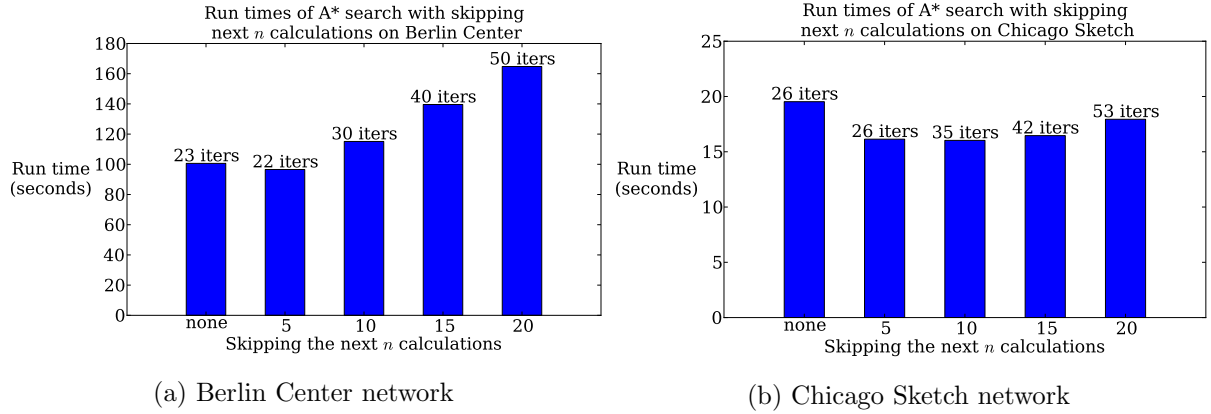 Run times of A* search with skipping
next n calculations on Berlin Center
180
160
140
120
100
80
60
40
20
0
Run time
(seconds)
23 iters
22 iters
30 iters
40 iters
50 iters
none
5
10
15
20
Skipping the next n calculations
(a) Berlin Center network
Run times of A* search with skipping
next n calculations on Chicago Sketch
25
20
15
10
5
0
Run time
(seconds)
26 iters
26 iters
35 iters
42 iters
53 iters
none
5
10
15
20
Skipping the next n calculations
(b) Chicago Sketch network